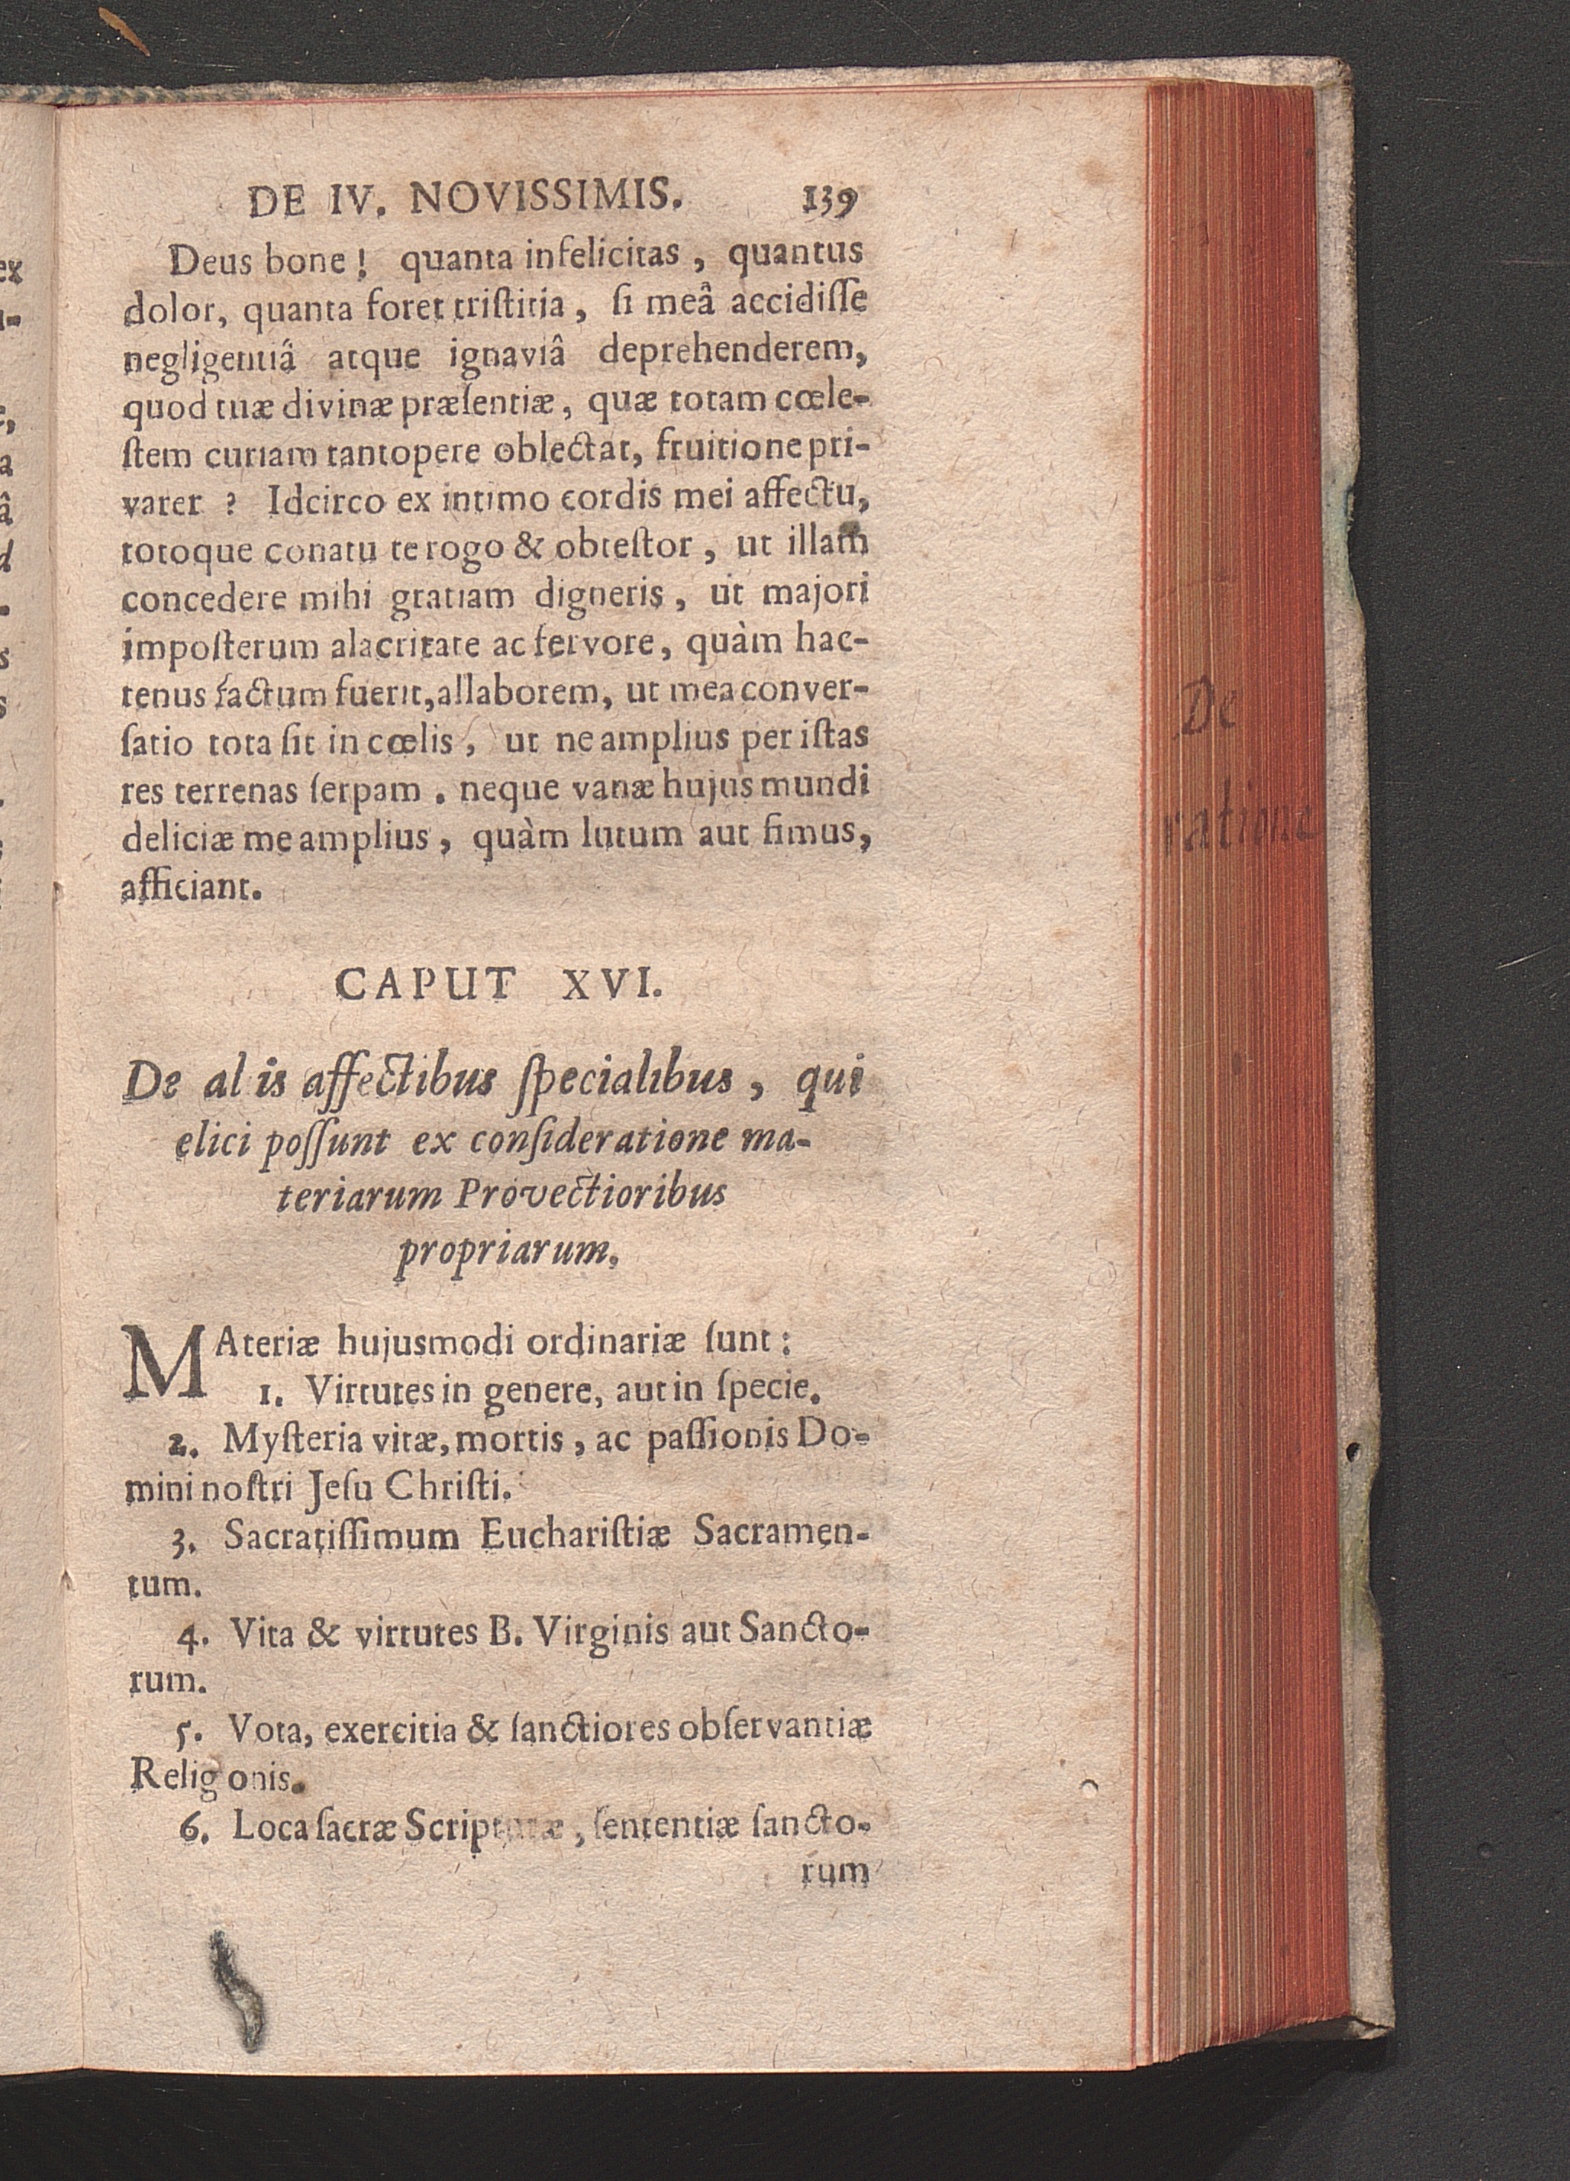 DE IV. NOVISSIMIS. 139
Deus bone! quanta infelicitas, quantus
dolor, quanta foret tristitia, si meâ accidisse
negligentiâ atque ignaviâ deprehenderem,
quod tuæ divinæ præsentiæ, quæ totam cœle-
stem curiam tantopere oblectat, fruitione pri-
varer? Idcirco ex intimo cordis mei affectu,
totoque conatu te rogo & obtestor, ut illam
concedere mihi gratiam digneris, ut majori
imposterum alacritate ac fervore, quàm hac-
tenus factum fuerit, allaborem, ut mea conver-
satio tota sit in cœlis, ut ne amplius per istas
res terrenas serpam. neque vanæ hujus mundi
deliciæ me amplius, quàm lutum aut fimus,
afficiant.
CAPUT XVI.
De al is affectibus specialibus, qui
elici possunt ex consideratione ma-
teriarum Provectioribus
propriarum.
MAteriæ hujusmodi ordinariæ sunt:
1. Virtutes in genere, aut in specie.
2. Mysteria vitæ, mortis, ac passionis Do-
mini nostri Jesu Christi.
3. Sacratissimum Eucharistiæ Sacramen-
tum.
4. Vita & virtutes B. Virginis aut Sancto-
rum.
5. Vota, exercitia & sanctiores observantiæ
Relig onis.
6. Loca sacræ Scripturæ, sententiæ sancto-
rum
De
ratione
ex
u-
e,
a
â
d
s
s